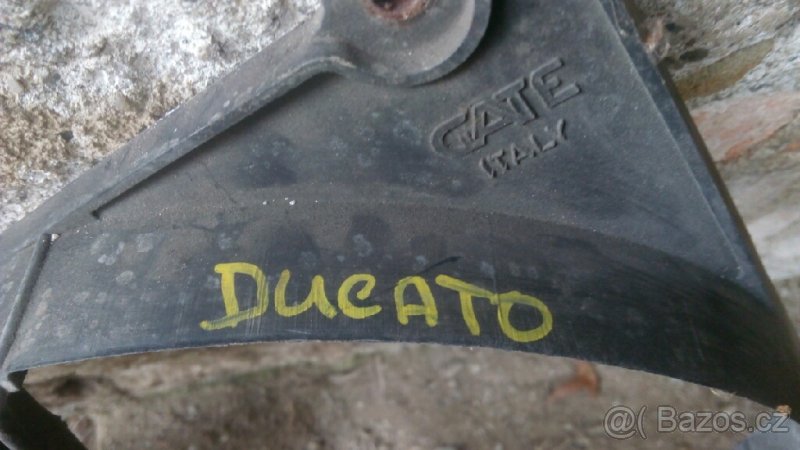 GATE
ITALY
DUCATO
@ Bazos.cz